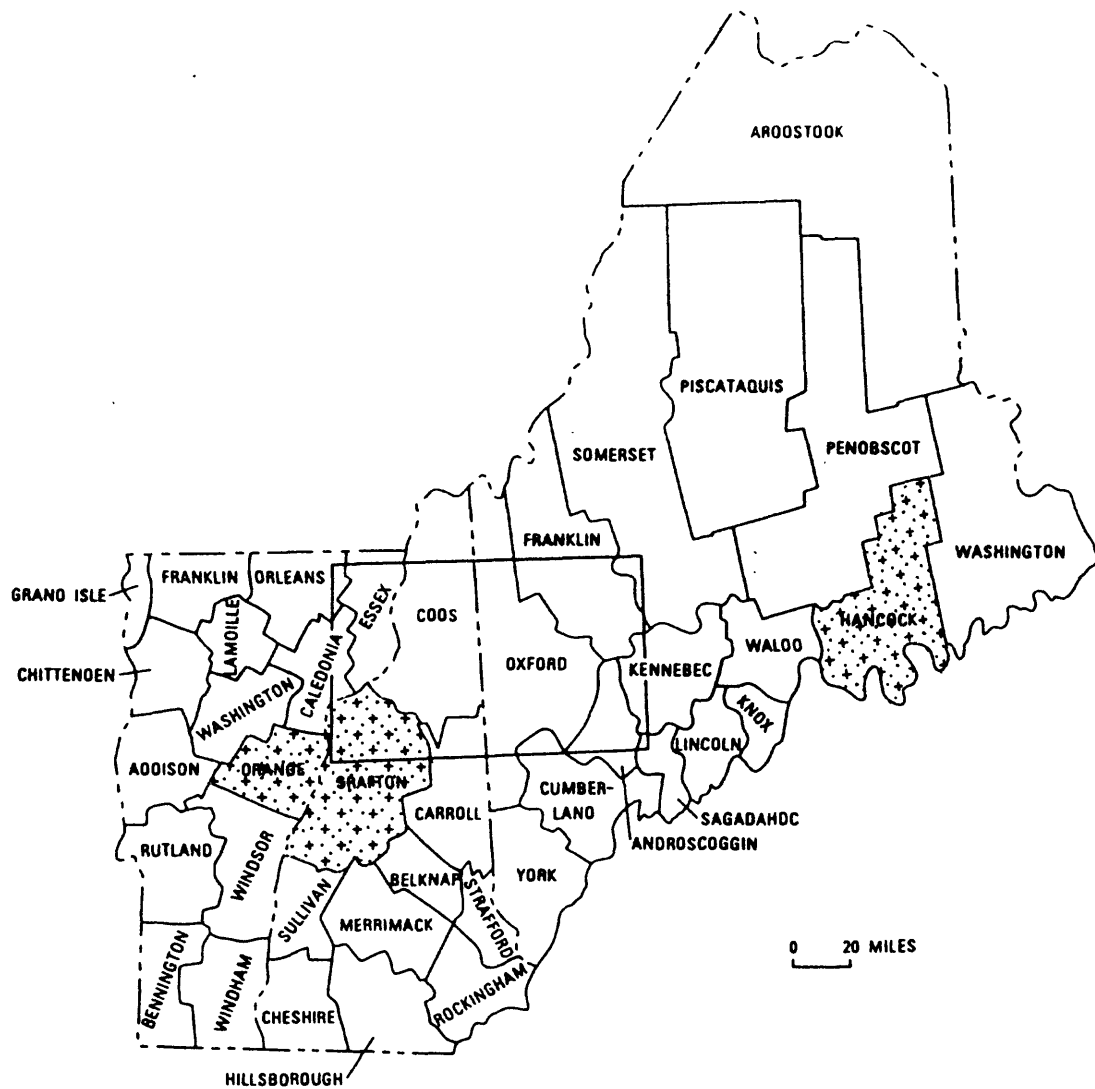 AROOSTOOK
PISCATAQUIS
SOMERSET
PENOBSCOT
FRANKLIN
WASHINGTON
HANCOCK
FRANKLIN
ORLEANS
GRANO ISLE
ESSEX
COOS
LAMOILLE
OXFORD
KENNEBEC
WALOO
CHITTENOEN
CALEDONIA
WASHINGTON
KNOX
LINCOLN
AOOISON
ORANGE
GRAFTON
CUMBER-
LANO
SAGADAHDC
CARROLL
ANDROSCOGGIN
RUTLAND
WINDSOR
BELKNAP
YORK
SULLIVAN
STRAFFORD
MERRIMACK
0 20 MILES
BENNINGTON
WINDHAM
ROCKINGHAM
CHESHIRE
HILLSBOROUGH